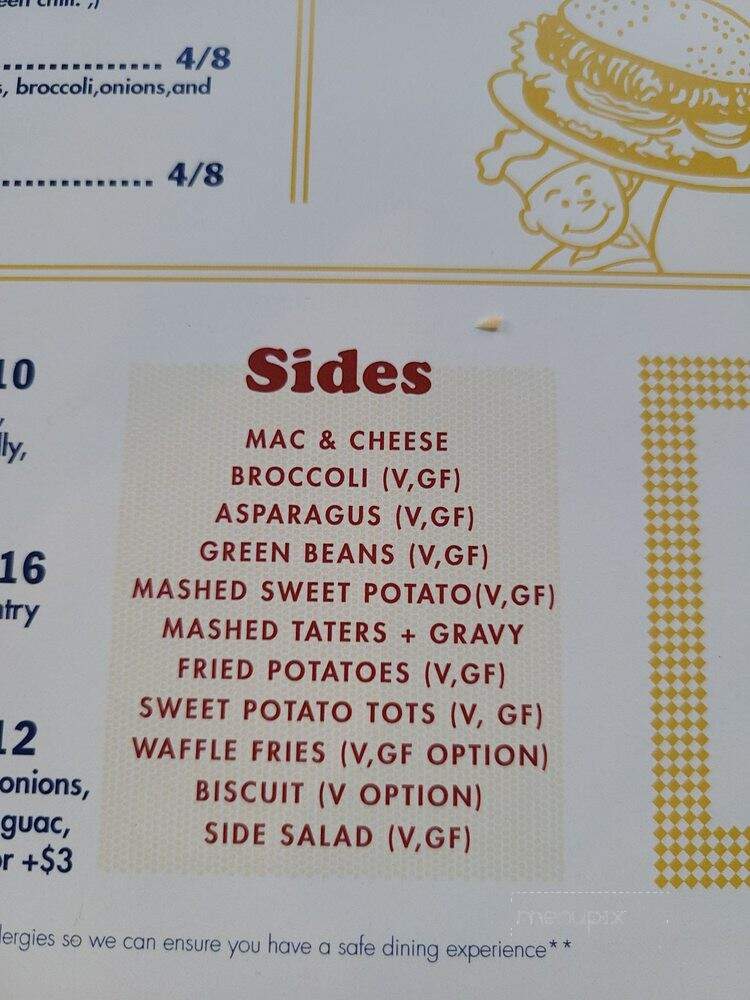 4/8
broccoli,onions,and
4/8
10
lly,
16
ntry
12
onions,
guac,
or +$3
Sides
MAC & CHEESE
BROCCOLI (V,GF)
ASPARAGUS (V,GF)
GREEN BEANS (V,GF)
MASHED SWEET POTATO(V,GF)
MASHED TATERS + GRAVY
FRIED POTATOES (V,GF)
SWEET POTATO TOTS (V, GF)
WAFFLE FRIES (V,GF OPTION)
BISCUIT (V OPTION)
SIDE SALAD (V,GF)
menupix
lergies so we can ensure you have a safe dining experience**